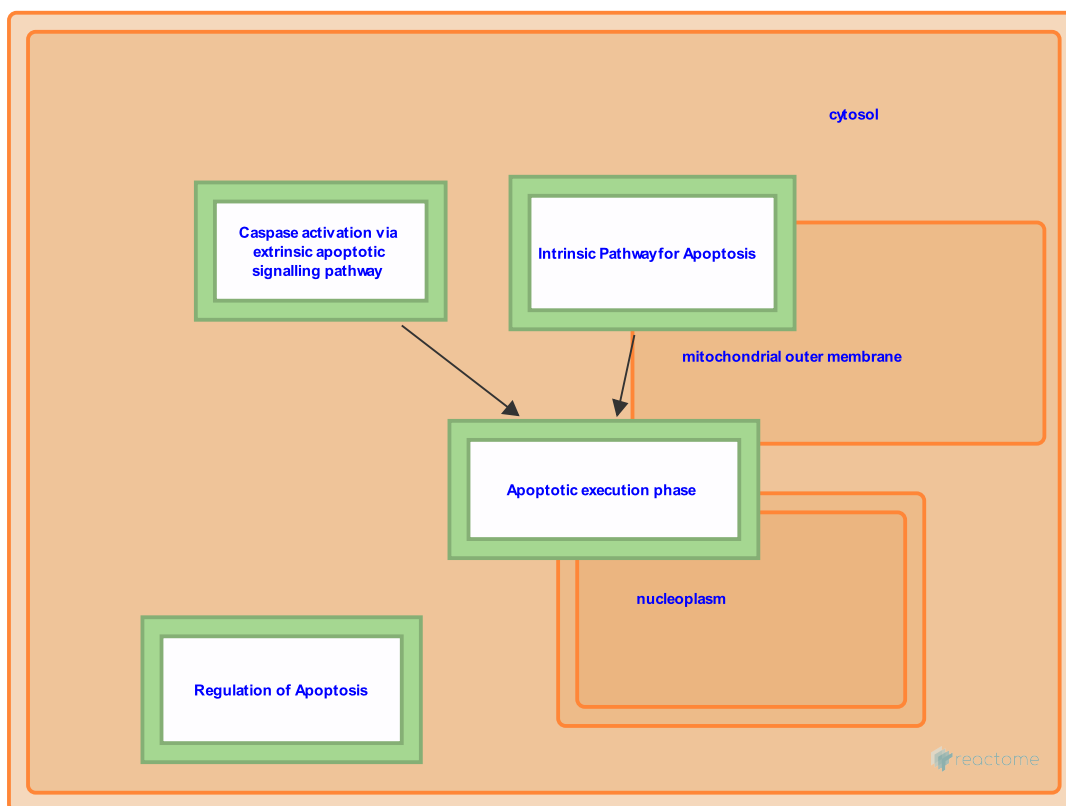 cytosol
Caspase activation via
extrinsic apoptotic
signalling pathway
Intrinsic Pathway for Apoptosis
mitochondrial outer membrane
Apoptotic execution phase
nucleoplasm
Regulation of Apoptosis
reactome